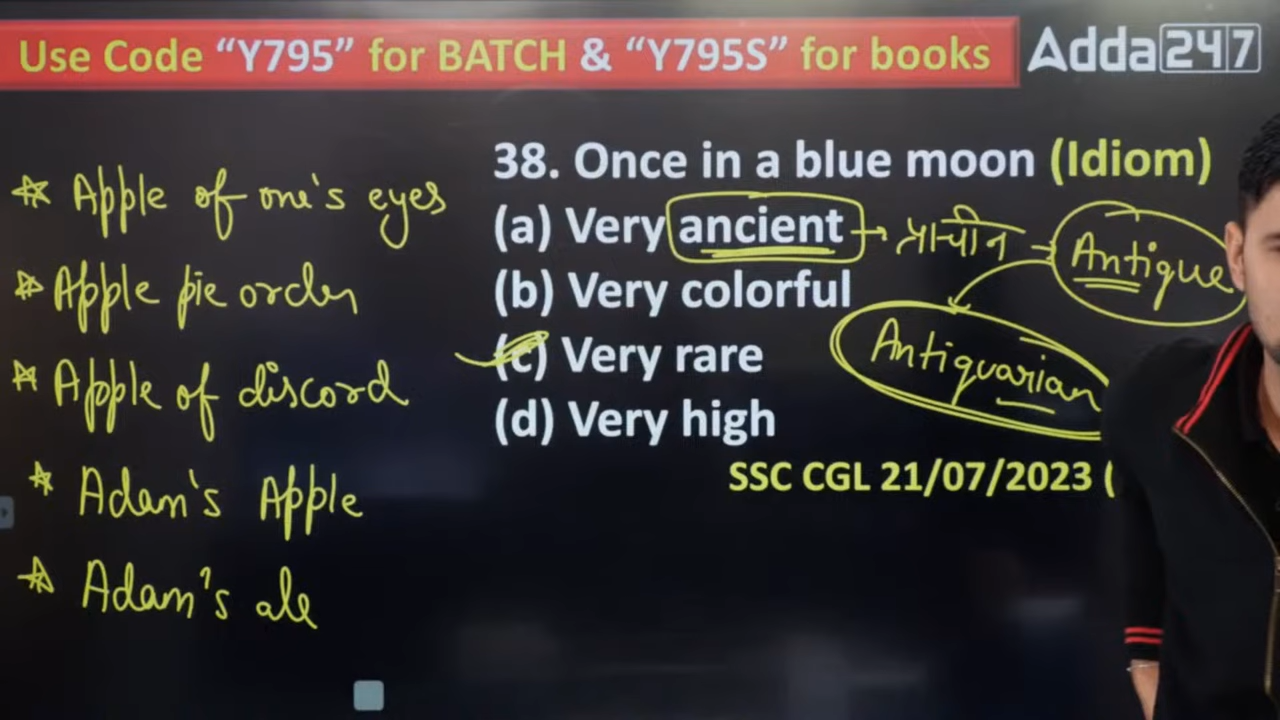 Use Code “Y795” for BATCH & “Y795S” for books
Adda247
38. Once in a blue moon (Idiom)
(a) Very ancient → प्राचीन → Antique
(b) Very colorful
Antiquarian
(c) Very rare
(d) Very high
SSC CGL 21/07/2023 (
Apple of one's eyes
Apple pie order
Apple of discord
Adam's Apple
Adam's ale